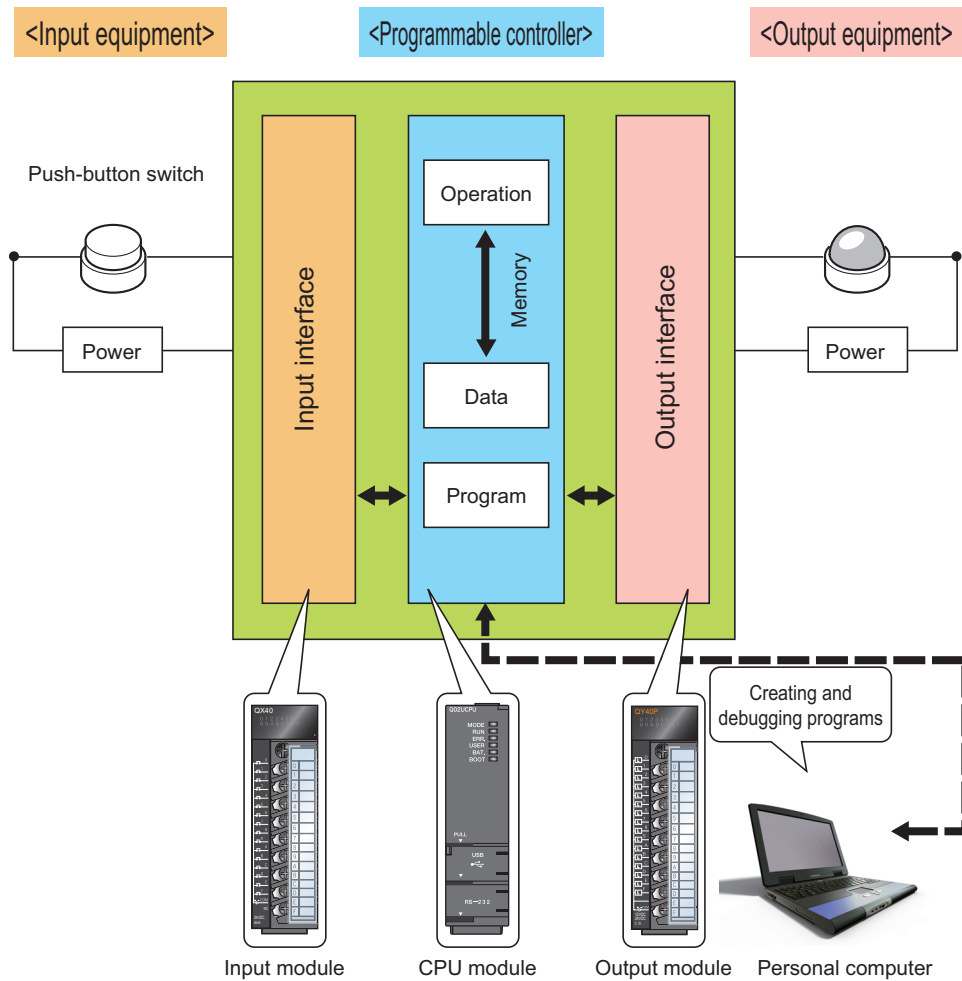 <Input equipment>
<Programmable controller>
<Output equipment>
Push-button switch
Power
Input interface
Operation
Memory
Data
Program
Output interface
Power
Creating and
debugging programs
QX40
Q02UCPU
MODE
RUN
ERR.
USER
BAT.
BOOT
PULL
USB
RS-232
QY40P
Input module
CPU module
Output module
Personal computer